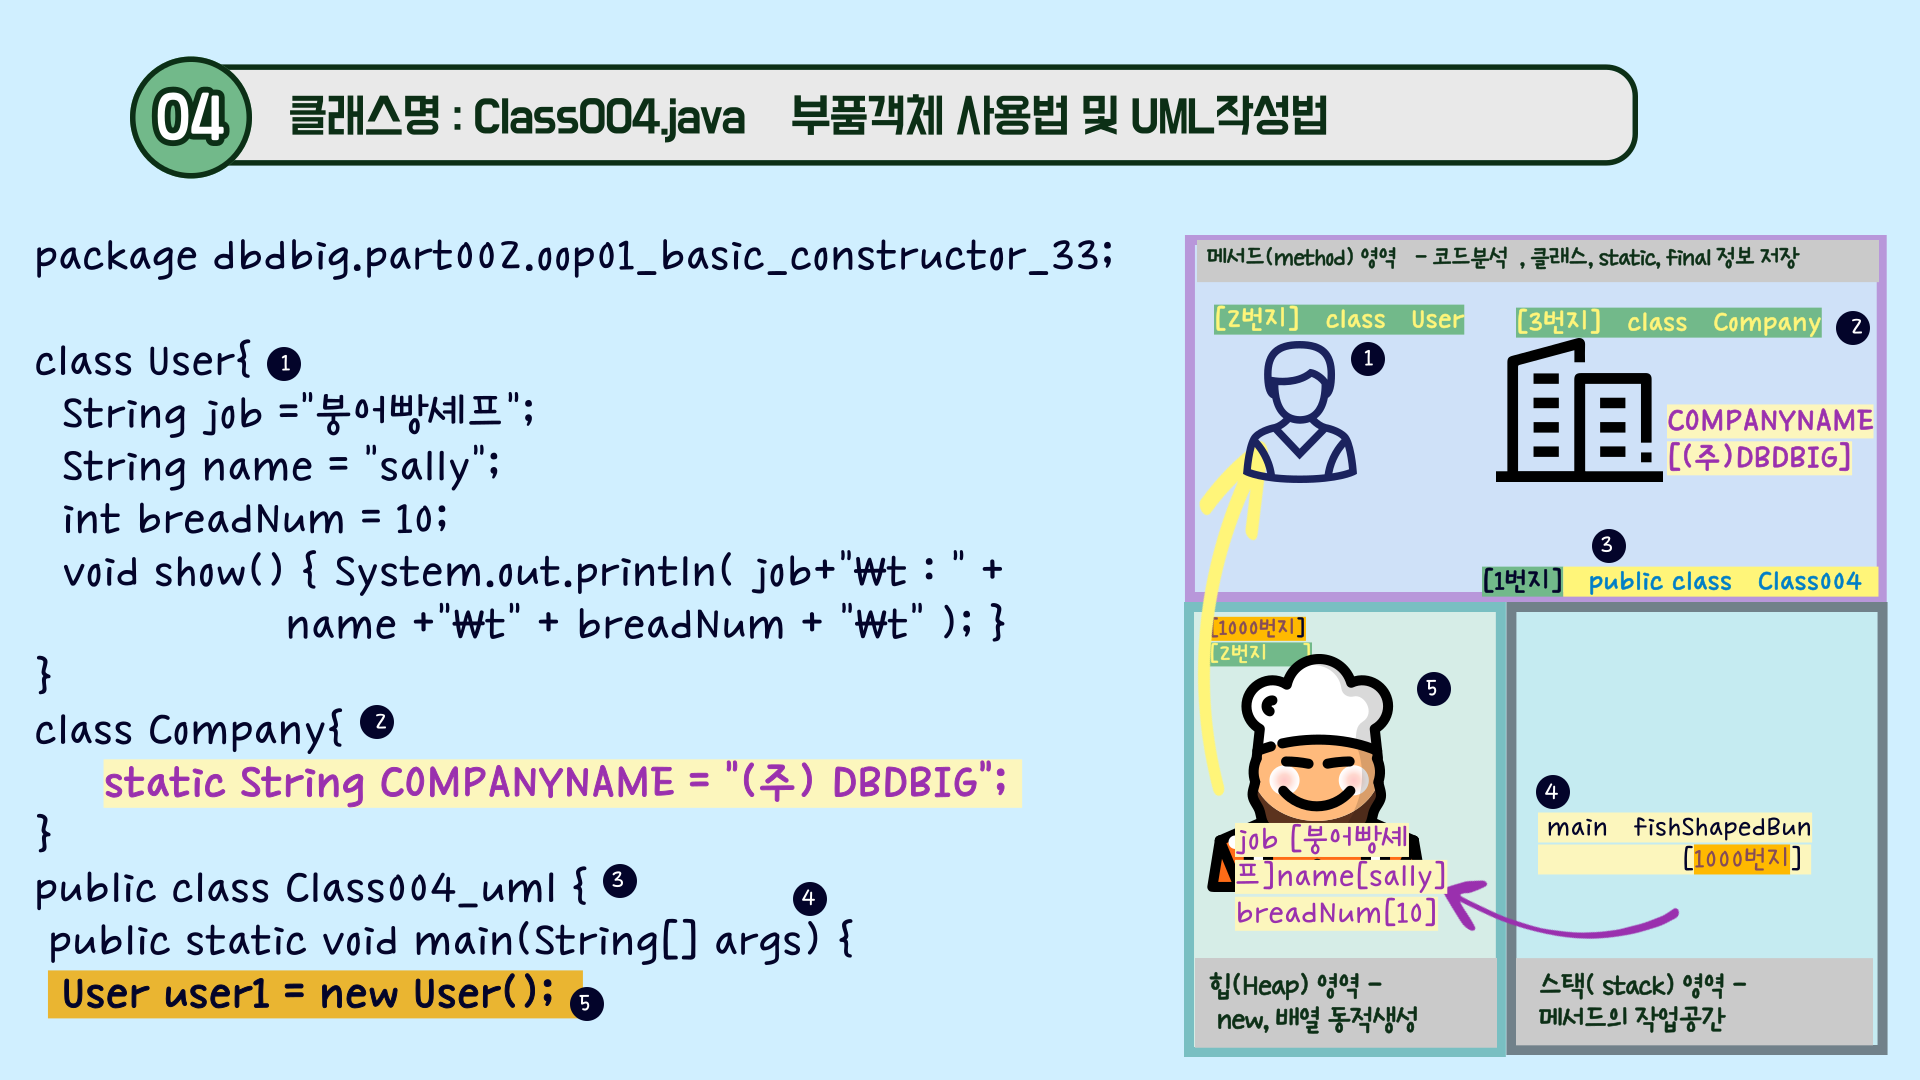 04
클래스명 : Class004.java 부품객체 사용법 및 UML작성법
package dbdbig.part002.oop01_basic_constructor_33;
class User{ 1
String job ="붕어빵셰프";
String name = "sally";
int breadNum = 10;
void show() { System.out.println( job+"₩t : " +
name +"₩t" + breadNum + "₩t" ); }
}
class Company{ 2
static String COMPANYNAME = "(주) DBDBIG";
}
public class Class004_uml { 3
4
public static void main(String[] args) {
User user1 = new User(); 5
메서드(method) 영역 - 코드분석 , 클래스, static, final 정보 저장
[2번지] class User
1
[3번지] class Company 2
COMPANYNAME
[(주)DBDBIG]
3
[1번지] public class Class004
[1000번지]
[2번지 ]
5
job [붕어빵셰
프]name[sally]
breadNum[10]
힙(Heap) 영역 -
new, 배열 동적생성
4
main fishShapedBun
[1000번지]
스택( stack) 영역 -
메서드의 작업공간